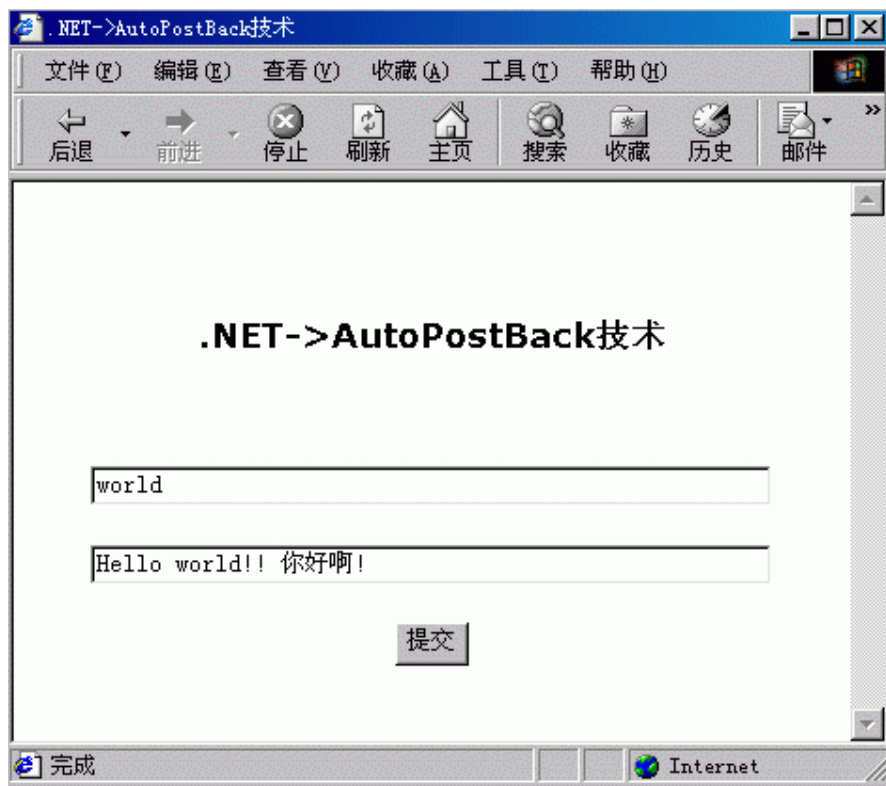 .NET->AutoPostBack技术
文件(F) 编辑(E) 查看(V) 收藏(A) 工具(T) 帮助(H)
后退 前进 停止 刷新 主页 搜索 收藏 历史 邮件 »
.NET->AutoPostBack技术
world
Hello world!! 你好啊!
提交
完成 Internet